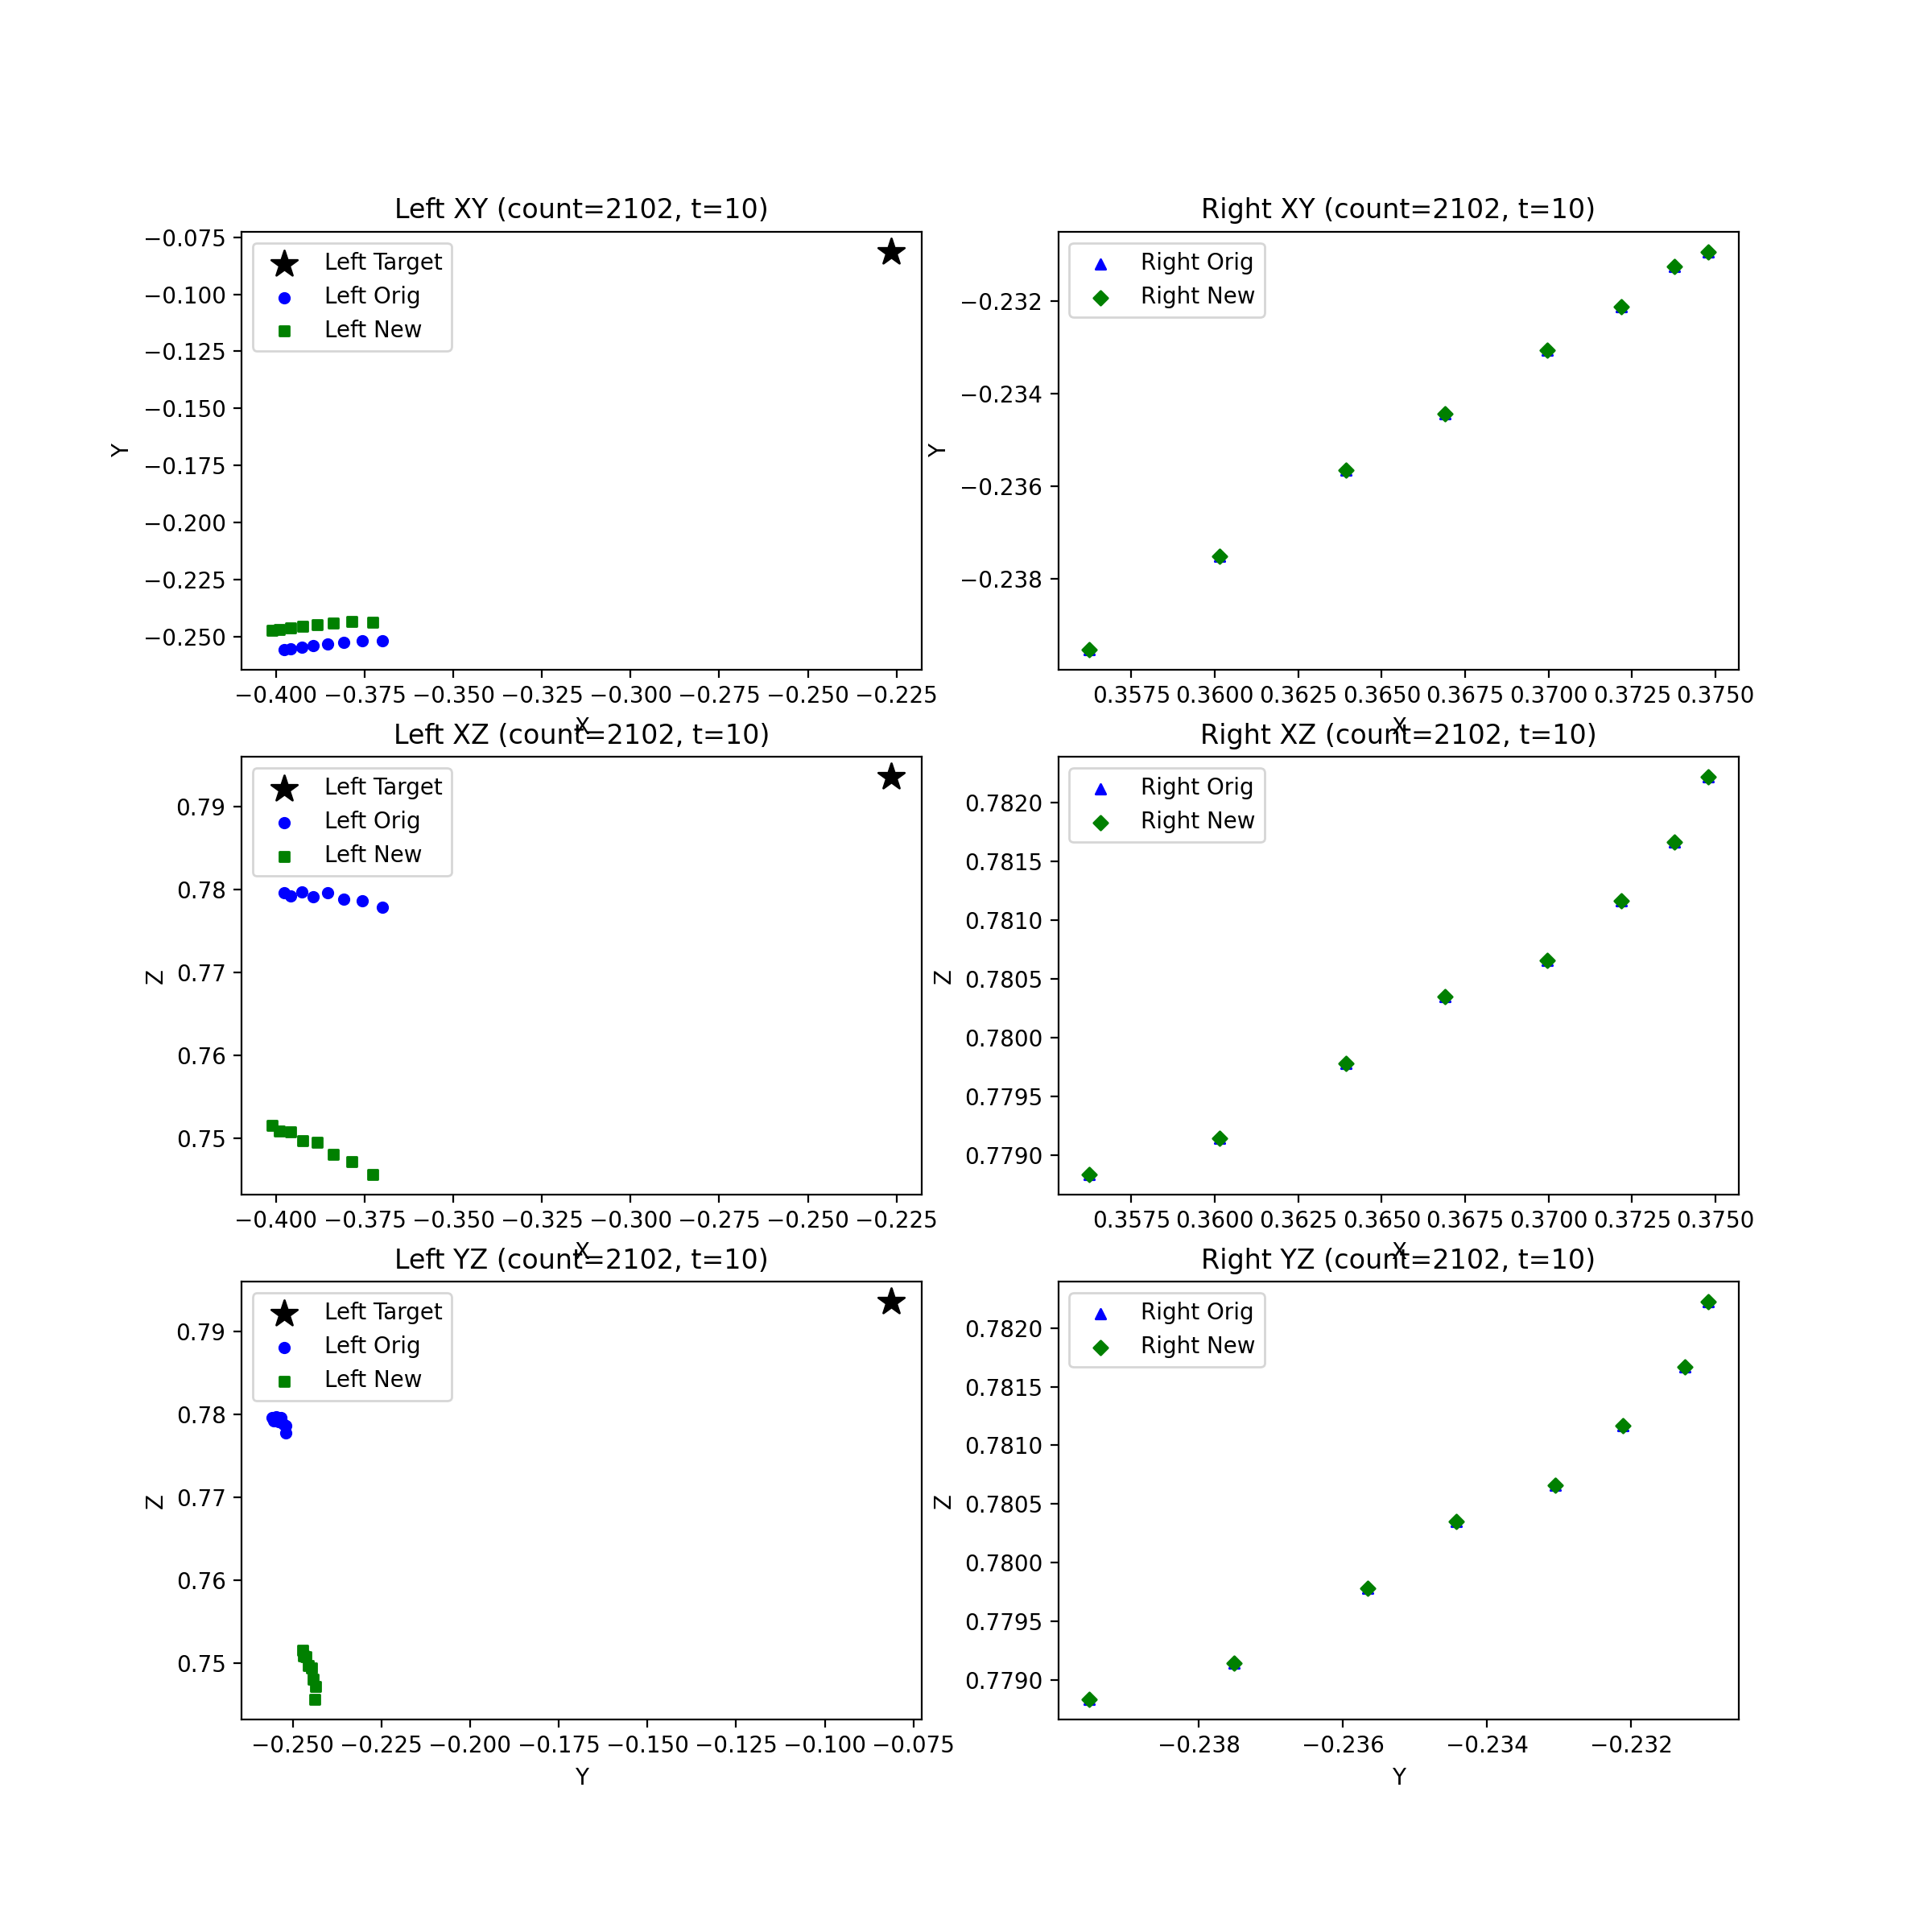 Left XY (count=2102, t=10)
−0.075
−0.100
−0.125
−0.150
−0.175
−0.200
−0.225
−0.250
Y
Left Target
Left Orig
Left New
−0.400 −0.375 −0.350 −0.325 −0.300 −0.275 −0.250 −0.225
X
Right XY (count=2102, t=10)
−0.232
−0.234
−0.236
−0.238
Y
Right Orig
Right New
0.3575 0.3600 0.3625 0.3650 0.3675 0.3700 0.3725 0.3750
X
Left XZ (count=2102, t=10)
0.79
0.78
0.77
0.76
0.75
Z
Left Target
Left Orig
Left New
−0.400 −0.375 −0.350 −0.325 −0.300 −0.275 −0.250 −0.225
X
Right XZ (count=2102, t=10)
0.7820
0.7815
0.7810
0.7805
0.7800
0.7795
0.7790
Z
Right Orig
Right New
0.3575 0.3600 0.3625 0.3650 0.3675 0.3700 0.3725 0.3750
X
Left YZ (count=2102, t=10)
0.79
0.78
0.77
0.76
0.75
Z
Left Target
Left Orig
Left New
−0.250 −0.225 −0.200 −0.175 −0.150 −0.125 −0.100 −0.075
Y
Right YZ (count=2102, t=10)
0.7820
0.7815
0.7810
0.7805
0.7800
0.7795
0.7790
Z
Right Orig
Right New
−0.238 −0.236 −0.234 −0.232
Y